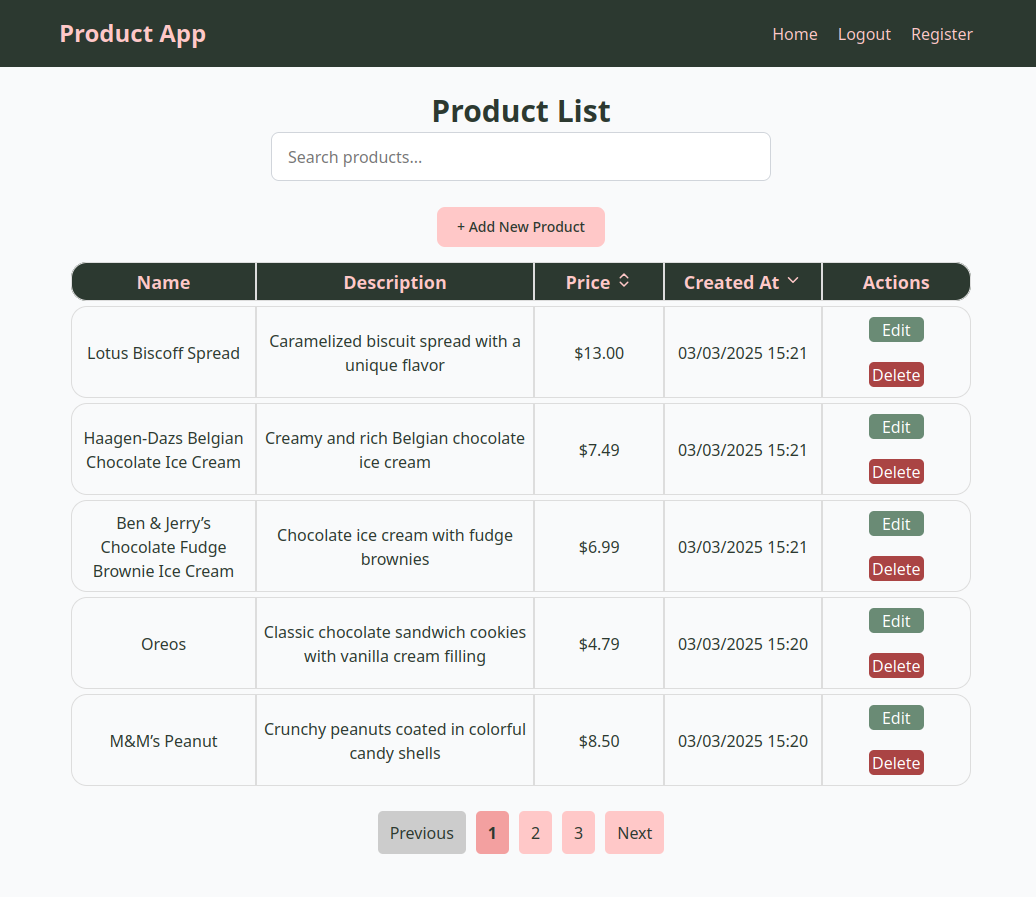 Product App
Home Logout Register
Product List
Search products...
+ Add New Product
Name Description Price Created At Actions
Lotus Biscoff Spread
Caramelized biscuit spread with a
unique flavor
$13.00
03/03/2025 15:21
Edit
Delete
Haagen-Dazs Belgian
Chocolate Ice Cream
Creamy and rich Belgian chocolate
ice cream
$7.49
03/03/2025 15:21
Edit
Delete
Ben & Jerry’s
Chocolate Fudge
Brownie Ice Cream
Chocolate ice cream with fudge
brownies
$6.99
03/03/2025 15:21
Edit
Delete
Oreos
Classic chocolate sandwich cookies
with vanilla cream filling
$4.79
03/03/2025 15:20
Edit
Delete
M&M’s Peanut
Crunchy peanuts coated in colorful
candy shells
$8.50
03/03/2025 15:20
Edit
Delete
Previous 1 2 3 Next